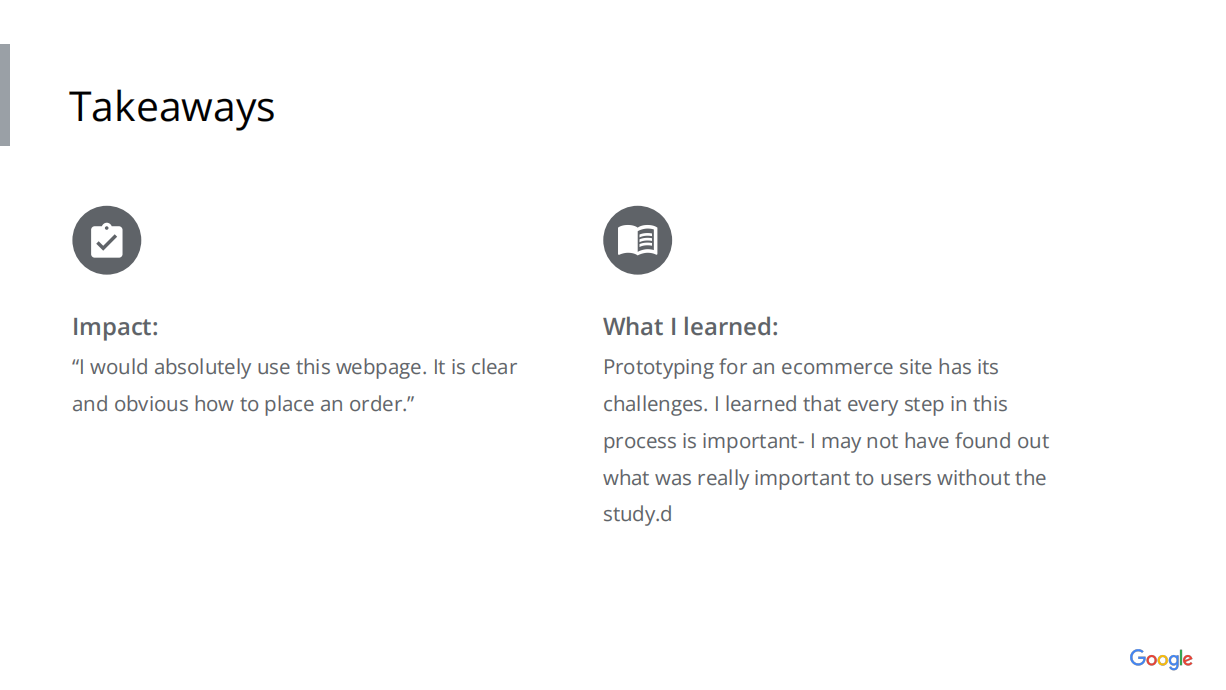 Takeaways
Impact:
“I would absolutely use this webpage. It is clear
and obvious how to place an order.”
What I learned:
Prototyping for an ecommerce site has its
challenges. I learned that every step in this
process is important- I may not have found out
what was really important to users without the
study.d
Google